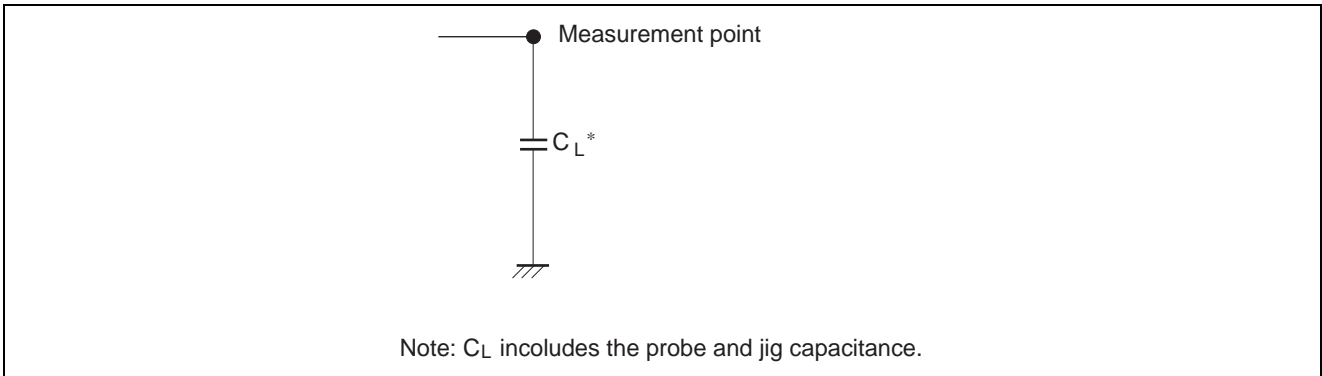 Measurement point
C L*
Note: CL incoludes the probe and jig capacitance.